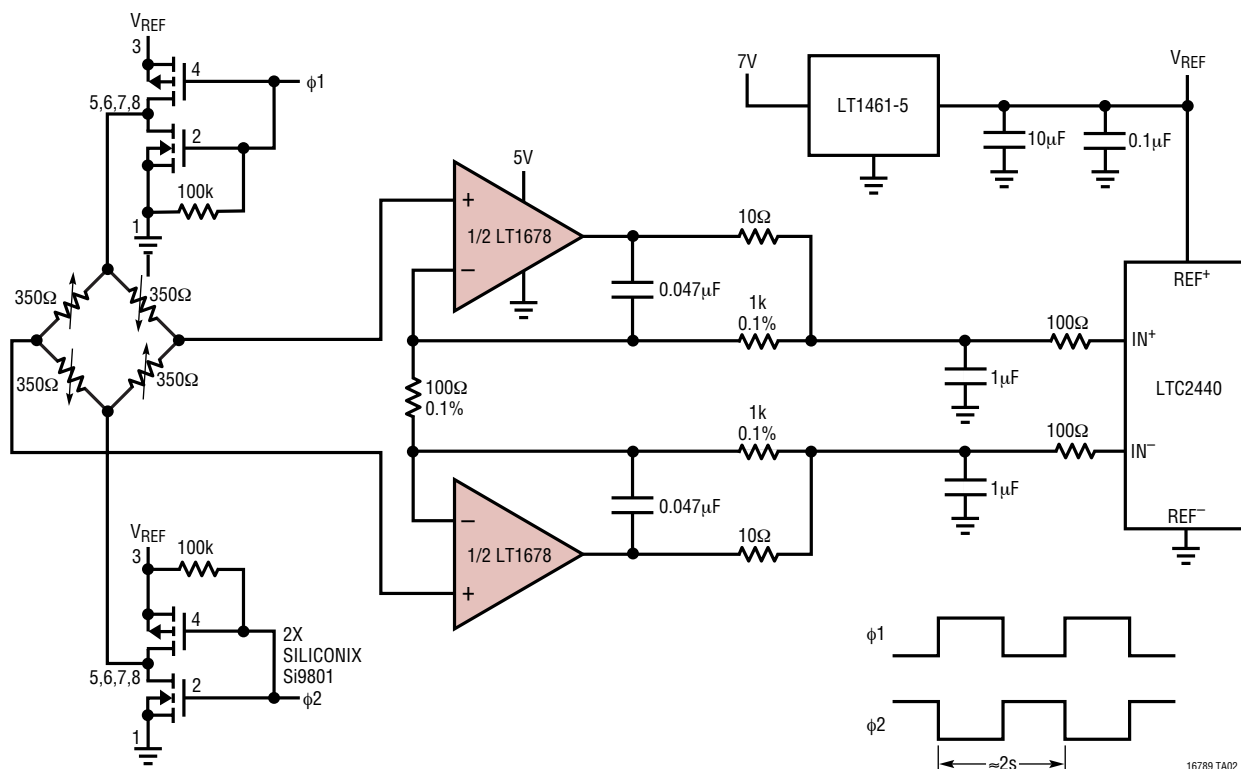 V_REF
3
4
ϕ1
5,6,7,8
2
100k
1
350Ω
350Ω
350Ω
350Ω
V_REF
3
100k
4
2X
SILICONIX
Si9801
5,6,7,8
2
ϕ2
1
5V
+
1/2 LT1678
–
0.047µF
10Ω
1k
0.1%
100Ω
0.1%
1k
0.1%
–
1/2 LT1678
+
0.047µF
10Ω
7V
LT1461-5
10µF
0.1µF
V_REF
REF+
100Ω
IN+
1µF
LTC2440
100Ω
IN–
1µF
REF–
ϕ1
ϕ2
≈2s
16789 TA02